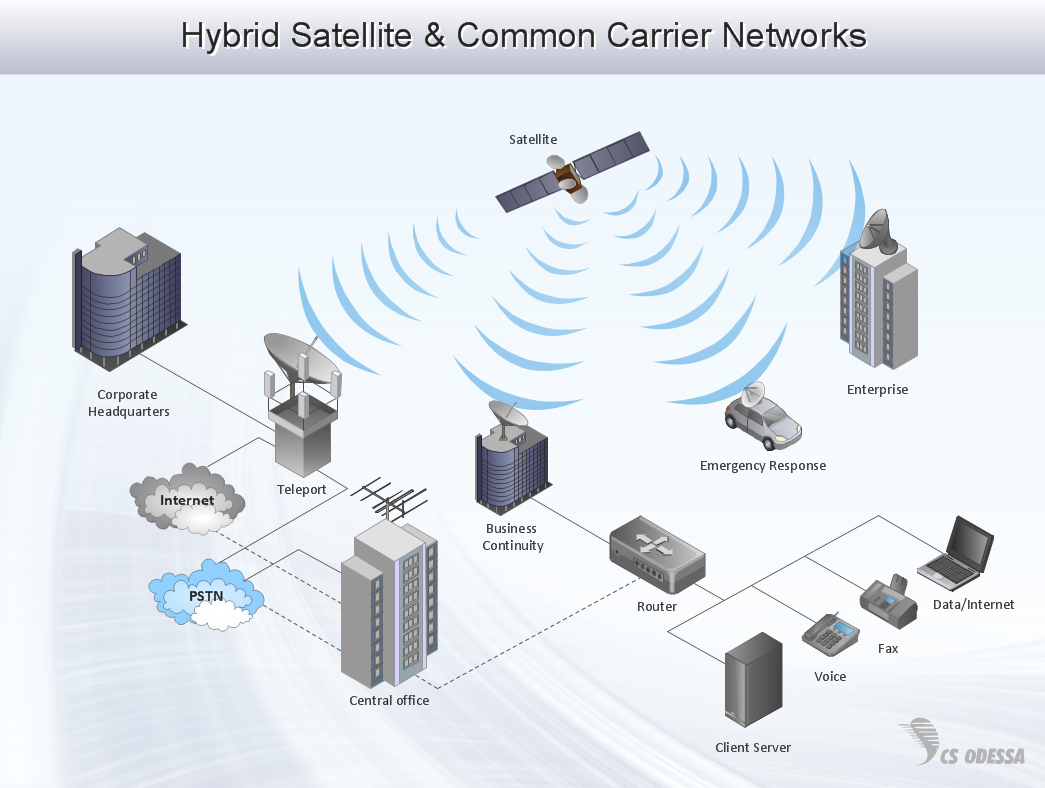 Hybrid Satellite & Common Carrier Networks
Satellite
Corporate
Headquarters
Enterprise
Emergency Response
Teleport
Internet
Business
Continuity
PSTN
Router
Data/Internet
Fax
Voice
Central office
Client Server
CS ODESSA